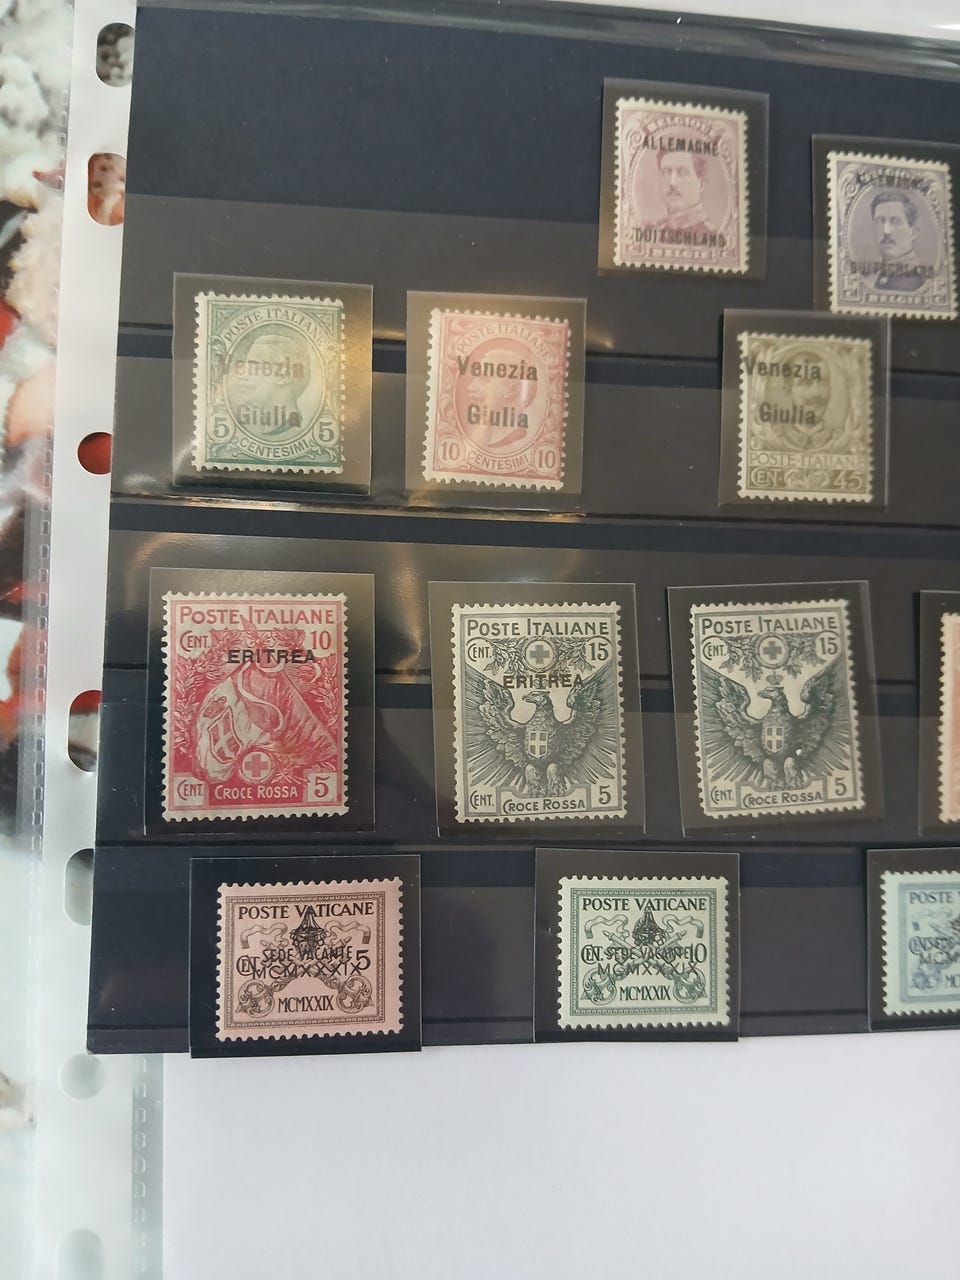 BELGIQUE
ALLEMAGNE
DUITSCHLAND
BELGIË
ALLEMAGNE
DUITSCHLAND
BELGIE
POSTE ITALIANE
Venezia
Giulia
5 5
CENTESIMI
POSTE ITALIANE
Venezia
Giulia
10 10
CENTESIMI
Venezia
Giulia
POSTE·ITALIANE
CEN· 45
POSTE ITALIANE
CENT. 10
ERITREA
CENT. CROCE ROSSA 5
POSTE ITALIANE
CENT. 15
ERITREA
CENT. CROCE ROSSA 5
POSTE ITALIANE
CENT. 15
CENT. CROCE ROSSA 5
POSTE VATICANE
CENT. SEDE VACANTE 5
MCMXXXIX
MCMXXIX
POSTE VATICANE
CENT. SEDE VACANTE 10
MCMXXXIX
MCMXXIX
POSTE